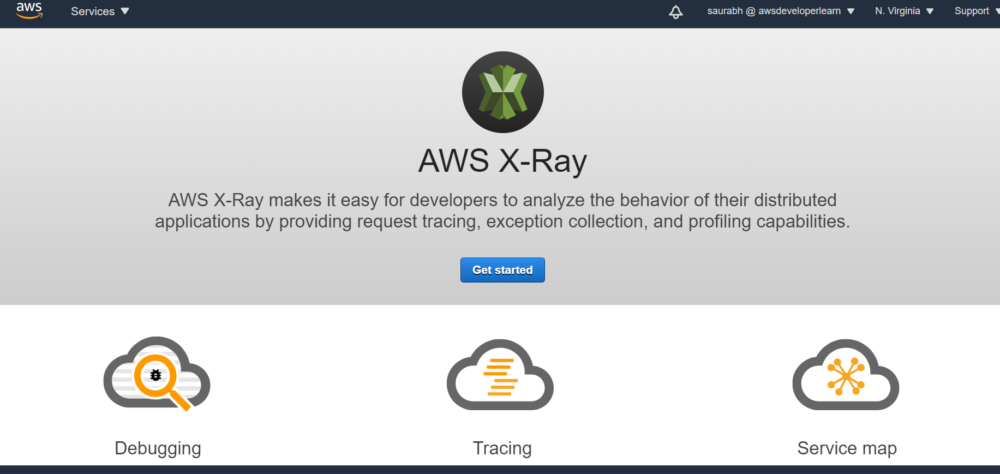 aws Services saurabh @ awsdeveloperlearn N. Virginia Support
AWS X-Ray
AWS X-Ray makes it easy for developers to analyze the behavior of their distributed
applications by providing request tracing, exception collection, and profiling capabilities.
Get started
Debugging Tracing Service map